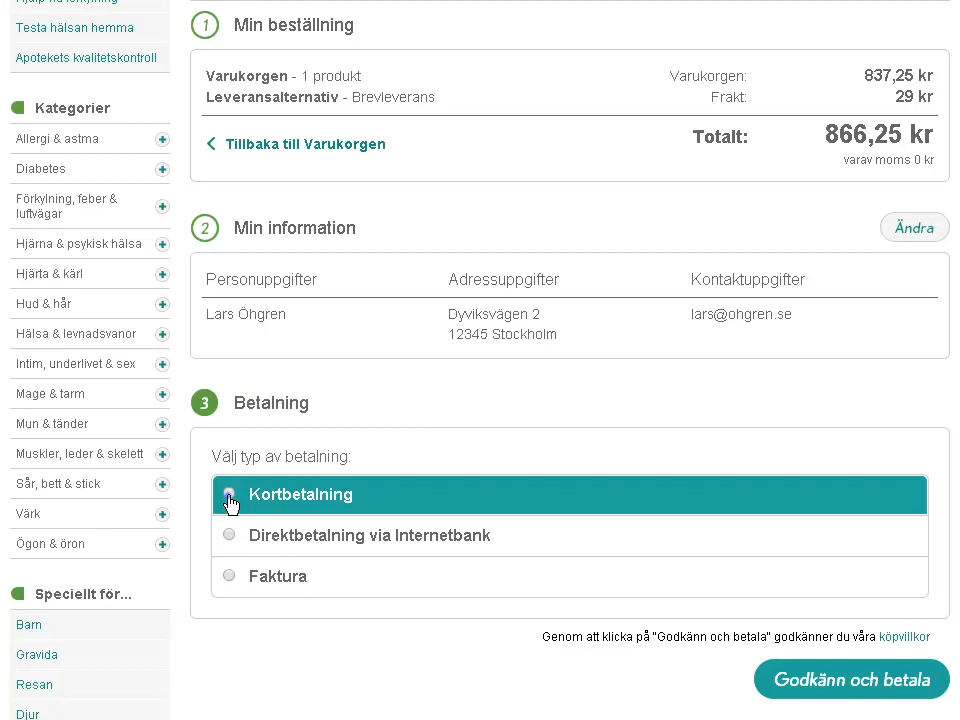 Testa hälsan hemma
Apotekets kvalitetskontroll
Kategorier
Allergi & astma
Diabetes
Förkylning, feber &
luftvägar
Hjärna & psykisk hälsa
Hjärta & kärl
Hud & hår
Hälsa & levnadsvanor
Intim, underlivet & sex
Mage & tarm
Mun & tänder
Muskler, leder & skelett
Sår, bett & stick
Värk
Ögon & öron
Speciellt för...
Barn
Gravida
Resan
Djur
1 Min beställning
Varukorgen - 1 produkt
Varukorgen: 837,25 kr
Leveransalternativ - Brevleverans
Frakt: 29 kr
Tillbaka till Varukorgen
Totalt: 866,25 kr
varav moms 0 kr
2 Min information
Ändra
Personuppgifter Adressuppgifter Kontaktuppgifter
Lars Öhgren Dyviksvägen 2 lars@ohgren.se
12345 Stockholm
3 Betalning
Välj typ av betalning:
Kortbetalning
Direktbetalning via Internetbank
Faktura
Genom att klicka på "Godkänn och betala" godkänner du våra köpvillkor
Godkänn och betala